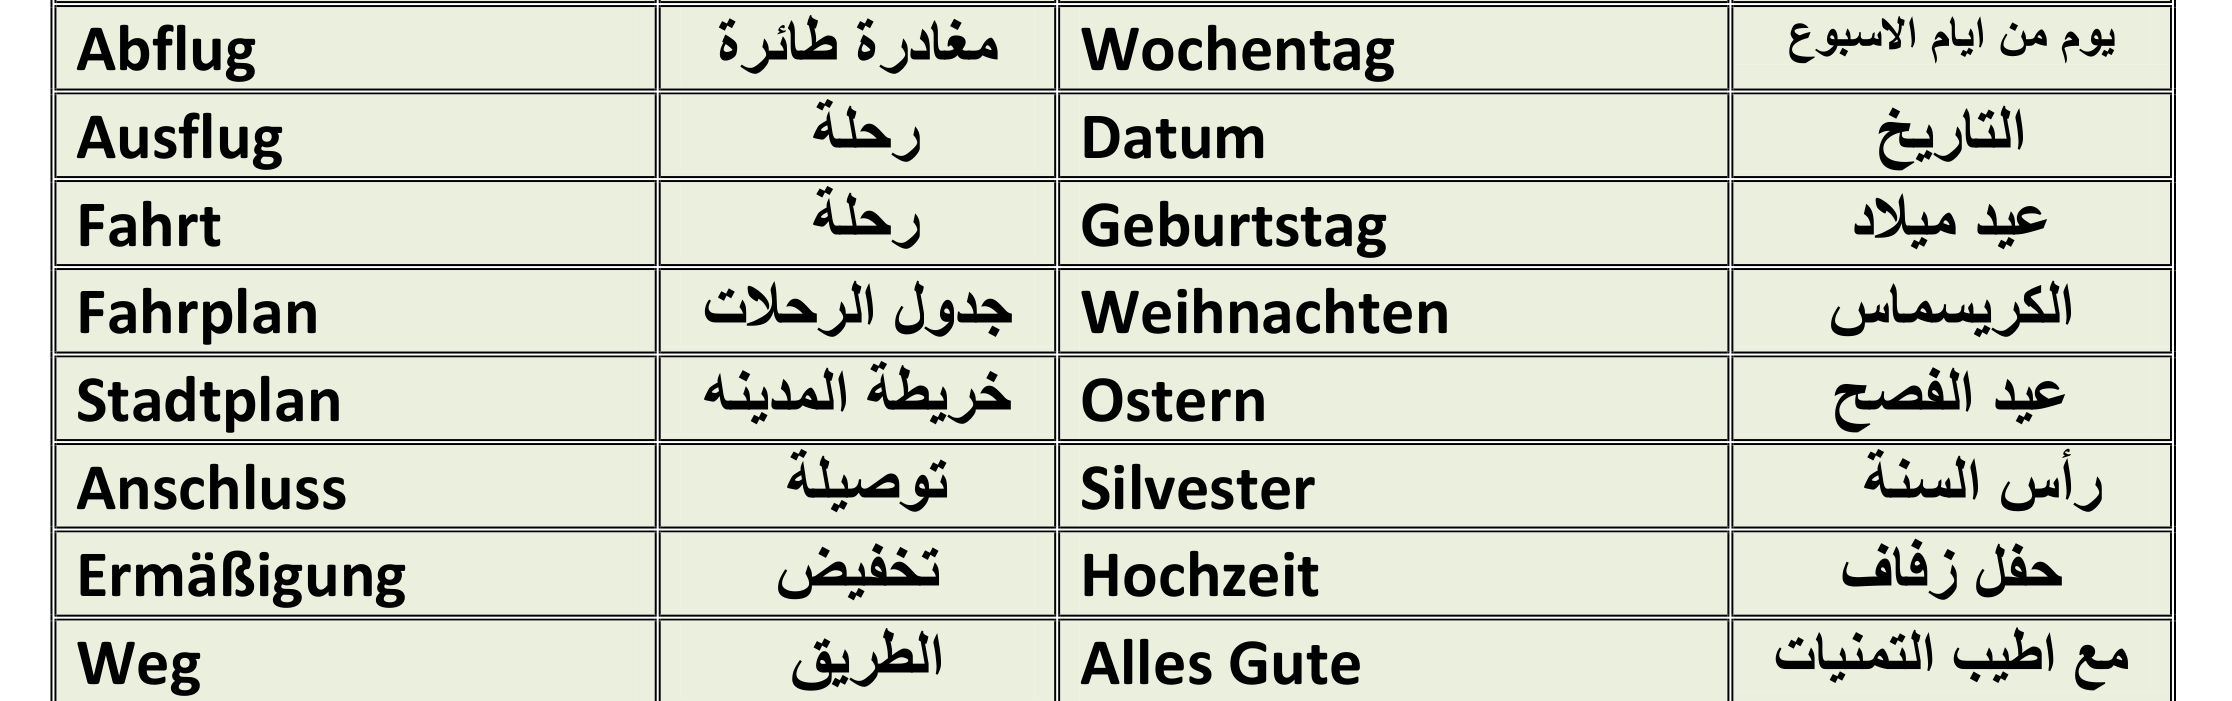 Abflug مغادرة طائرة Wochentag يوم من ايام الاسبوع
Ausflug رحلة Datum التاريخ
Fahrt رحلة Geburtstag عيد ميلاد
Fahrplan جدول الرحلات Weihnachten الكريسماس
Stadtplan خريطة المدينه Ostern عيد الفصح
Anschluss توصيلة Silvester رأس السنة
Ermäßigung تخفيض Hochzeit حفل زفاف
Weg الطريق Alles Gute مع اطيب التمنيات